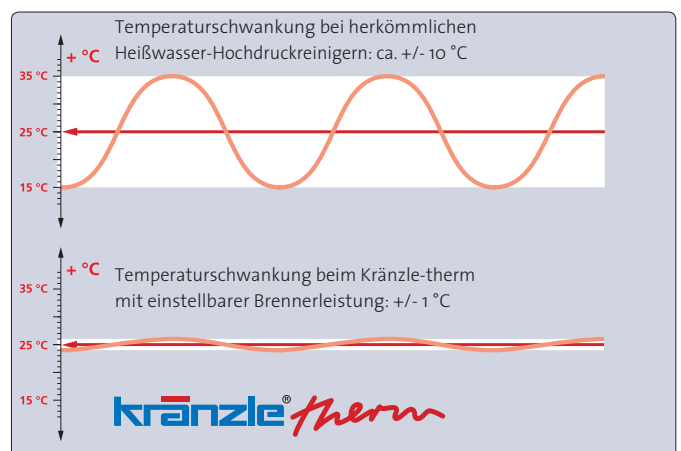 Temperaturschwankung bei herkömmlichen
+ °C Heißwasser-Hochdruckreinigern: ca. +/- 10 °C
35 °C
25 °C
15 °C
+ °C Temperaturschwankung beim Kränzle-therm
35 °C
mit einstellbarer Brennerleistung: +/- 1 °C
25 °C
15 °C
kränzle® therm